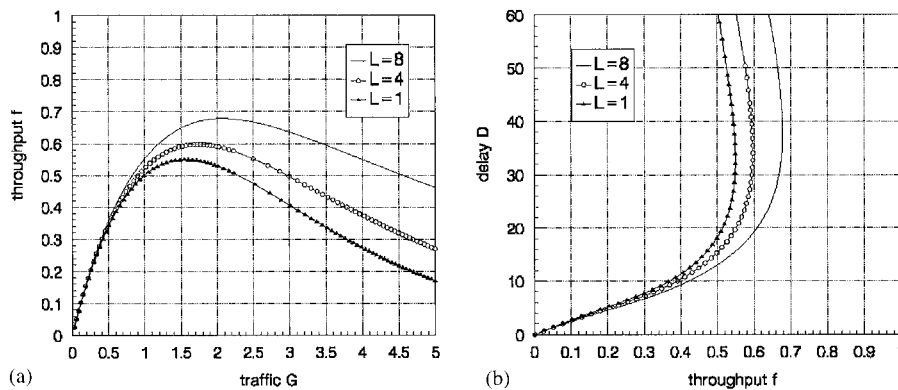 (a)
throughput f
1
0.9
0.8
0.7
0.6
0.5
0.4
0.3
0.2
0.1
0
L=8
L=4
L=1
0 0.5 1 1.5 2 2.5 3 3.5 4 4.5 5
traffic G
(b)
delay D
60
50
40
30
20
10
0
L=8
L=4
L=1
0 0.1 0.2 0.3 0.4 0.5 0.6 0.7 0.8 0.9 1
throughput f